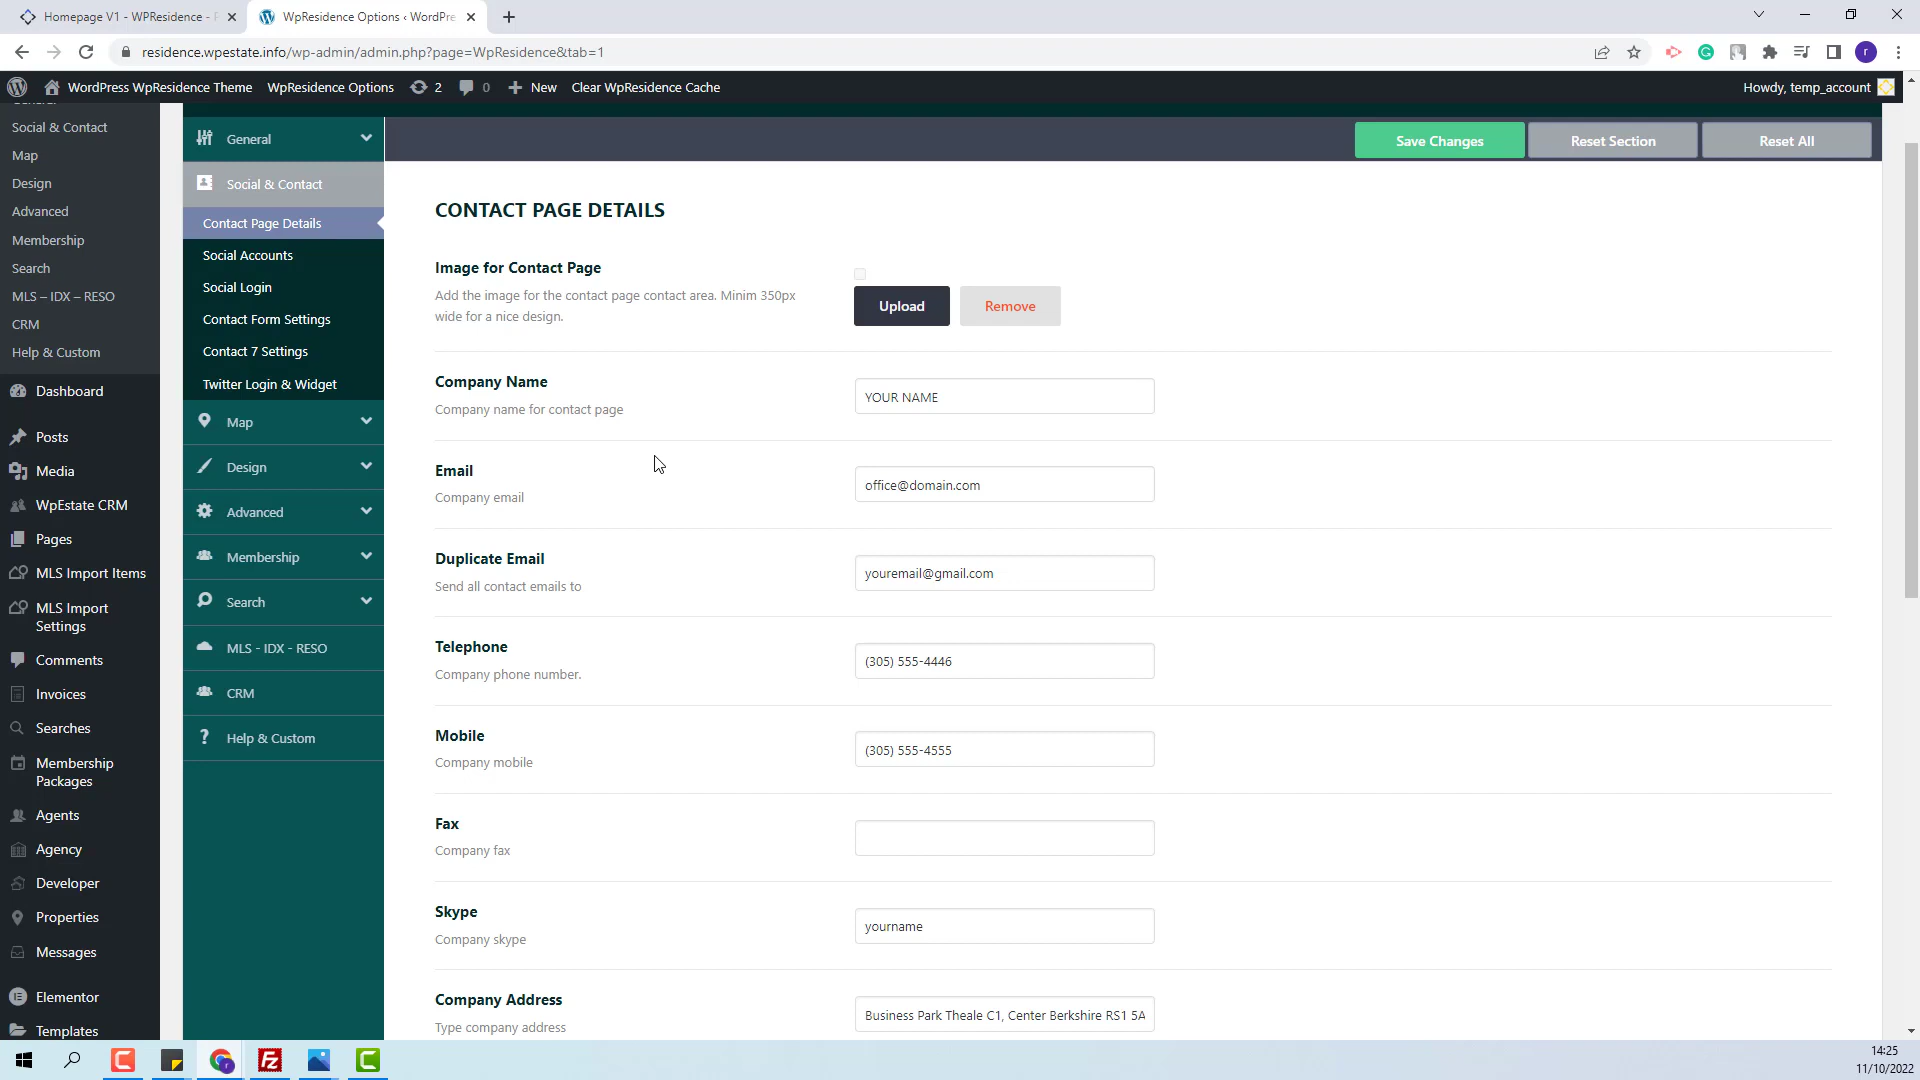 Homepage V1 - WPResidence - F
WpResidence Options ‹ WordPre
residence.wpestate.info/wp-admin/admin.php?page=WpResidence&tab=1
WordPress WpResidence Theme
WpResidence Options
2
0
New
Clear WpResidence Cache
Howdy, temp_account
General
Social & Contact
Map
Design
Advanced
Membership
Search
MLS – IDX – RESO
CRM
Help & Custom
Dashboard
Posts
Media
WpEstate CRM
Pages
MLS Import Items
MLS Import
Settings
Comments
Invoices
Searches
Membership
Packages
Agents
Agency
Developer
Properties
Messages
Elementor
Templates
General
Social & Contact
Contact Page Details
Social Accounts
Social Login
Contact Form Settings
Contact 7 Settings
Twitter Login & Widget
Map
Design
Advanced
Membership
Search
MLS - IDX - RESO
CRM
Help & Custom
Save Changes
Reset Section
Reset All
CONTACT PAGE DETAILS
Image for Contact Page
Add the image for the contact page contact area. Minim 350px
wide for a nice design.
Upload
Remove
Company Name
Company name for contact page
YOUR NAME
Email
Company email
office@domain.com
Duplicate Email
Send all contact emails to
youremail@gmail.com
Telephone
Company phone number.
(305) 555-4446
Mobile
Company mobile
(305) 555-4555
Fax
Company fax
Skype
Company skype
yourname
Company Address
Type company address
Business Park Theale C1, Center Berkshire RS1 5A
14:25
11/10/2022